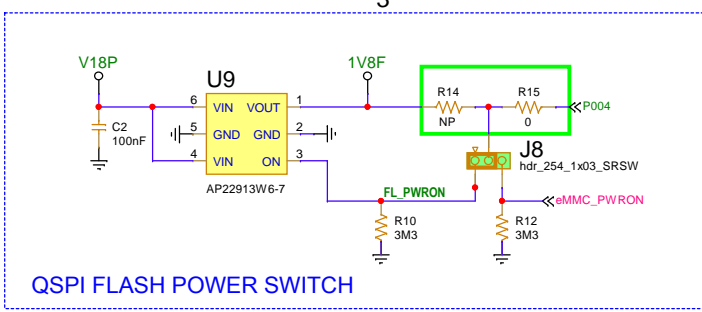 V18P
1V8F
U9
R14
R15
6 VIN VOUT 1
P004
C2
100nF
NP
0
5 GND GND 2
J8
hdr_254_1x03_SRSW
4 VIN ON 3
AP22913W6-7
FL_PWRON
eMMC_PWRON
R10
3M3
R12
3M3
QSPI FLASH POWER SWITCH